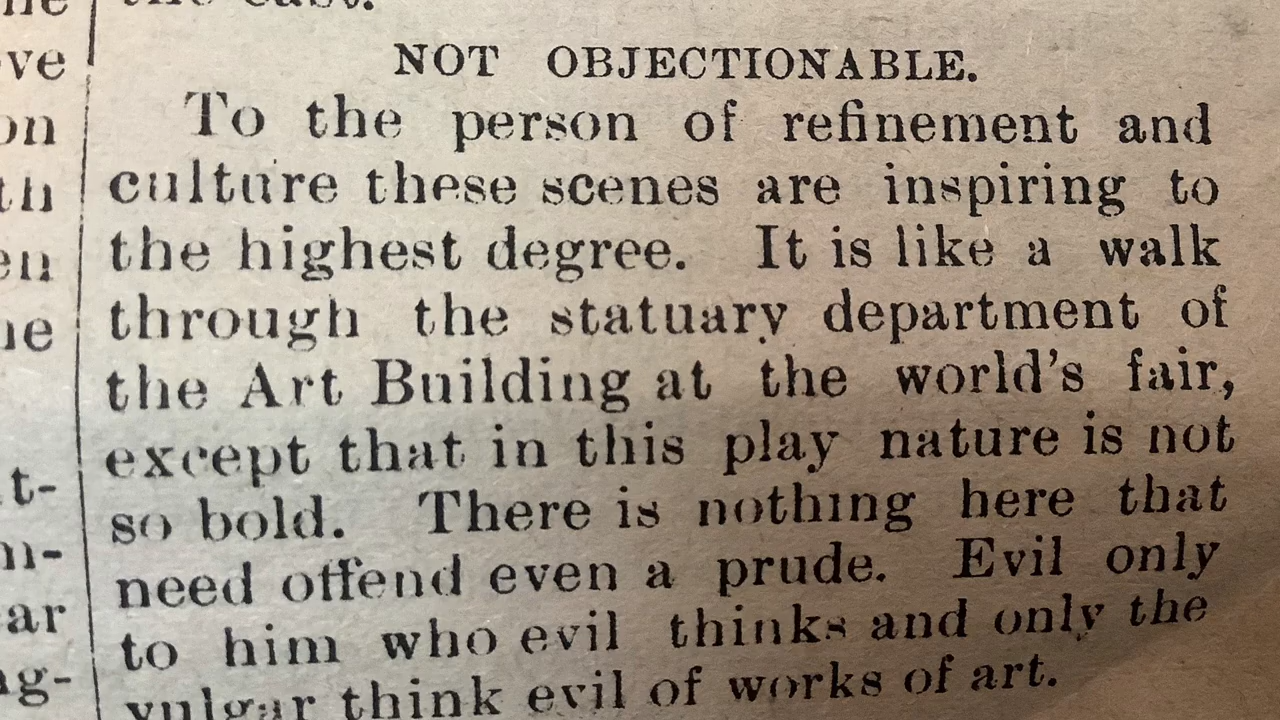 the cast.
NOT OBJECTIONABLE.
To the person of refinement and
culture these scenes are inspiring to
the highest degree. It is like a walk
through the statuary department of
the Art Building at the world's fair,
except that in this play nature is not
so bold. There is nothing here that
need offend even a prude. Evil only
to him who evil thinks and only the
vulgar think evil of works of art.